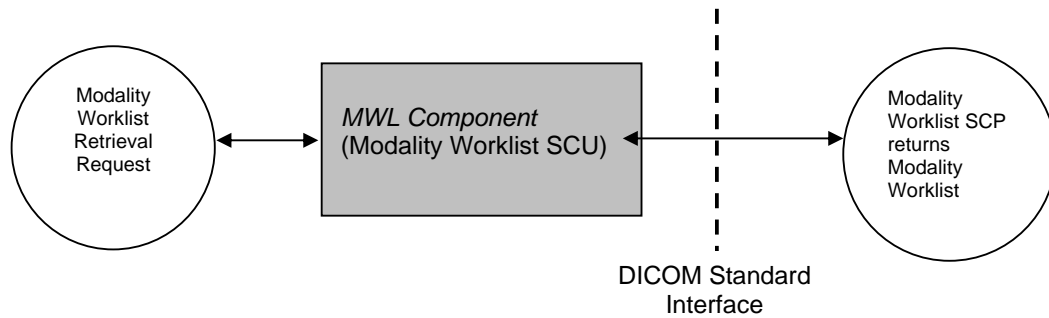 Modality
Worklist
Retrieval
Request
MWL Component
(Modality Worklist SCU)
Modality
Worklist SCP
returns
Modality
Worklist
DICOM Standard
Interface